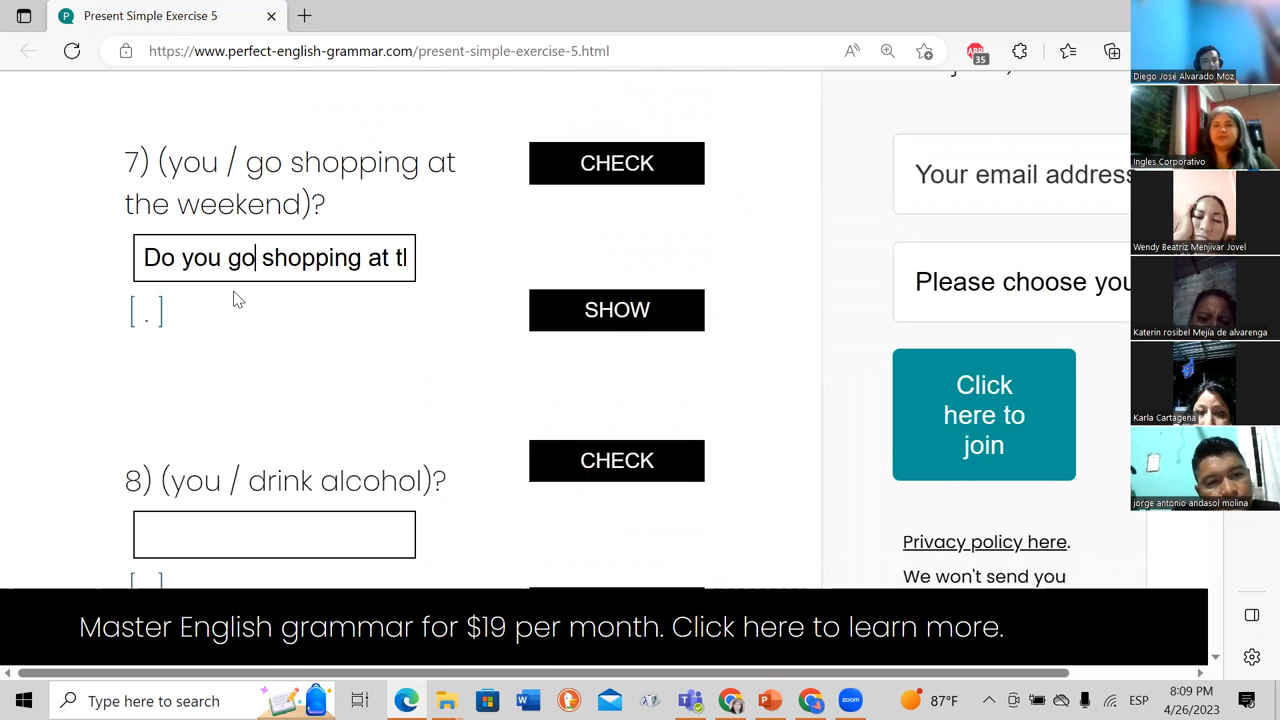 Present Simple Exercise 5
https://www.perfect-english-grammar.com/present-simple-exercise-5.html
35
7) (you / go shopping at
the weekend)?
CHECK
Do you go shopping at tl
[ . ]
SHOW
8) (you / drink alcohol)?
CHECK
Your email address
Please choose you
Click
here to
join
Privacy policy here.
We won't send you
Master English grammar for $19 per month. Click here to learn more.
Diego José Alvarado Moz
Ingles Corporativo
Wendy Beatriz Menjivar Jovel
Katerin rosibel Mejía de alvarenga
Karla Cartagena
jorge antonio andasol molina
Type here to search
87°F
ESP
8:09 PM
4/26/2023